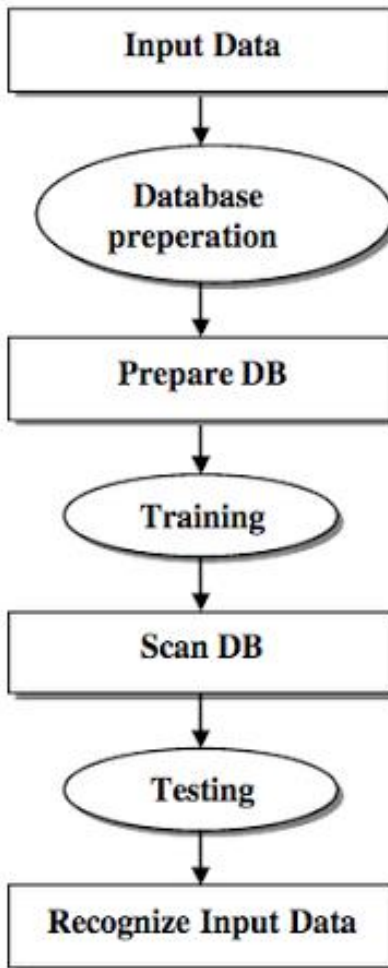 Input Data
Database
preperation
Prepare DB
Training
Scan DB
Testing
Recognize Input Data